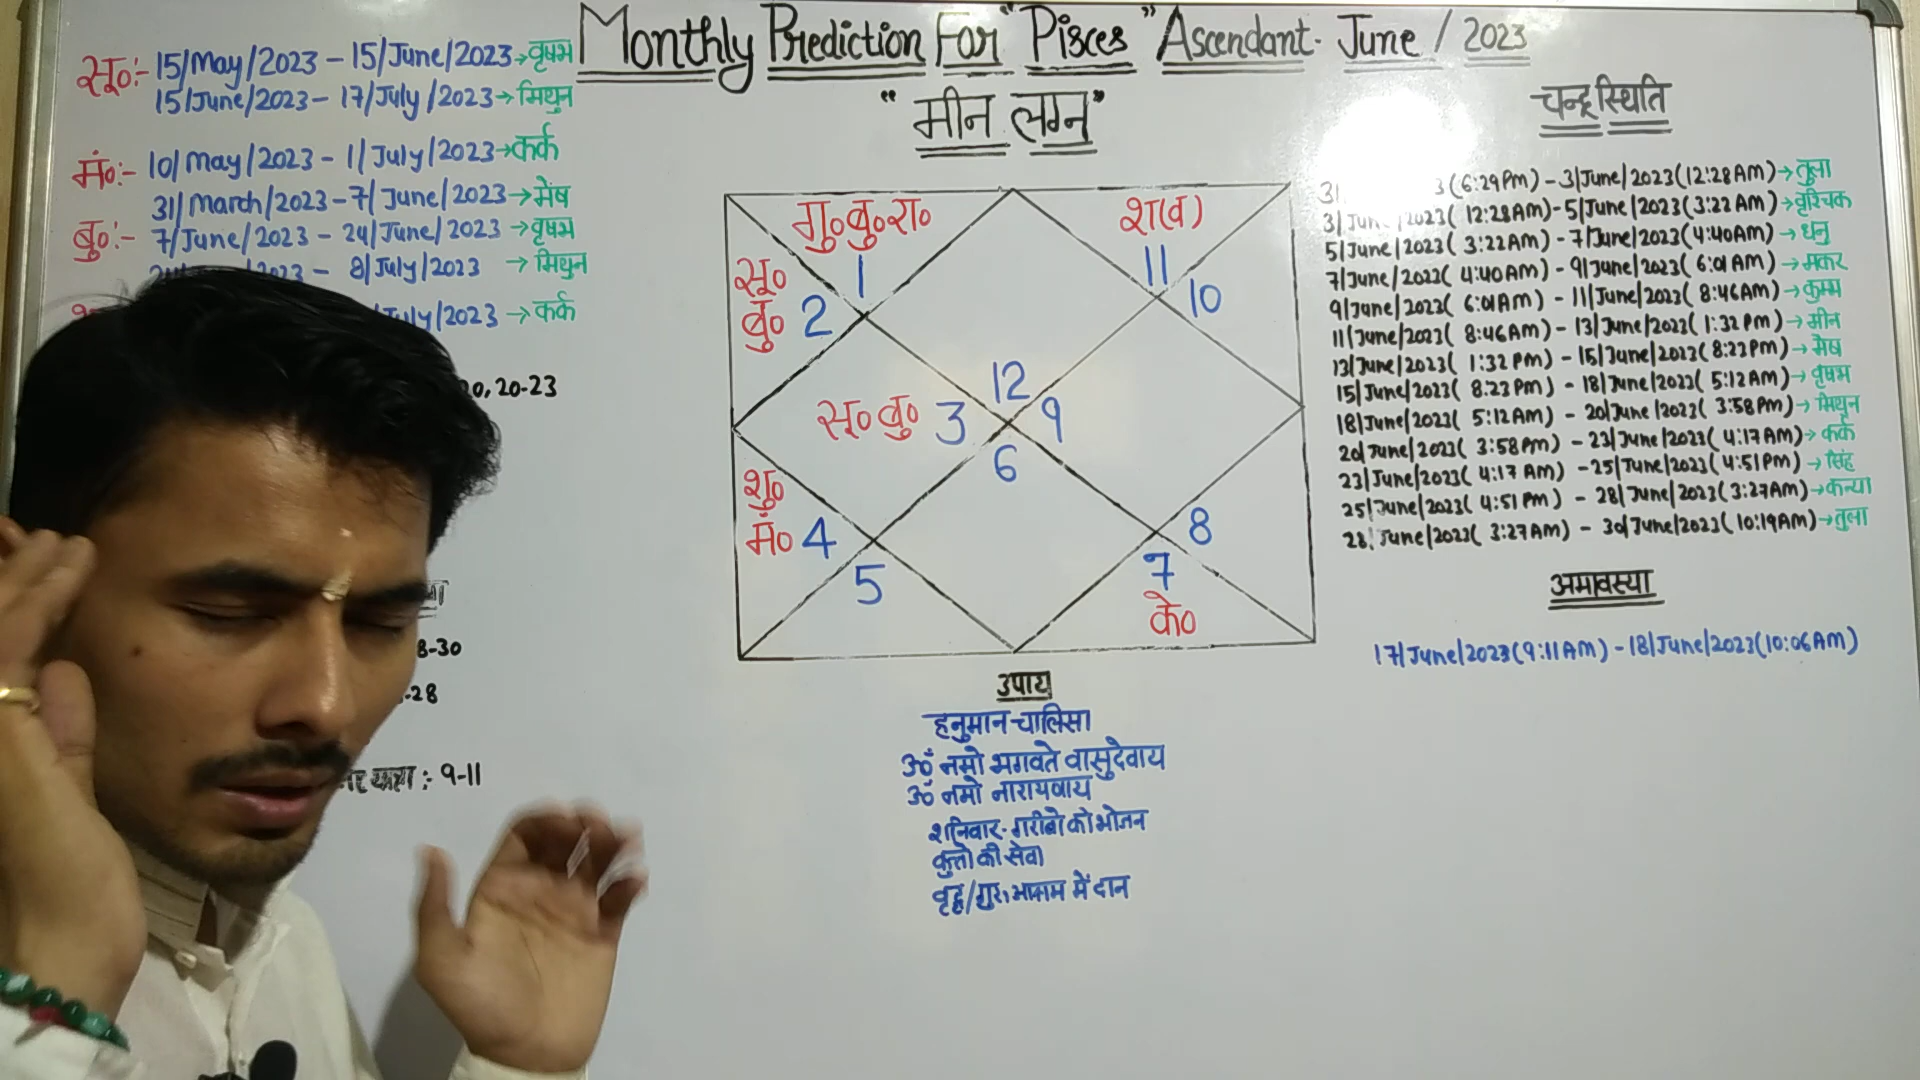 Monthly Prediction For "Pisces" Ascendant. June / 2023
"मीन लग्न"
सू०:- 15/May/2023 - 15/June/2023→वृषभ
15/June/2023 - 17/July/2023→मिथुन
मं०:- 10/May/2023 - 1/July/2023→कर्क
31/March/2023-7/June/2023→मेष
बु०:- 7/June/2023 - 24/June/2023→वृषभ
2023 - 8/July/2023 → मिथुन
July/2023 → कर्क
20-23
8-30
-28
: 9-11
गु०बु०रा०
1
श(व)
11
10
सू०
बु० 2
12
सू०बु० 3
9
6
शु०
मं० 4
5
8
7
के०
उपाय
हनुमान चालिसा
ॐ नमो भगवते वासुदेवाय
ॐ नमो नारायणाय
शनिवार- गरीबो को भोजन
कुत्तो की सेवा
में दान
चन्द्र स्थिति
3(6:29Pm) - 3/June/2023(12:28AM)→तुला
3/June/2023(12:28AM)-5/June/2023(3:22AM)→वृश्चिक
5/June/2023(3:22AM) - 7/June/2023(4:40AM)→धनु
7/June/2023(4:40AM) - 9/June/2023(6:01AM)→मकर
9/June/2023(6:01AM) - 11/June/2023(8:46AM)→कुम्भ
11/June/2023(8:46AM) - 13/June/2023(1:32PM)→मीन
13/June/2023(1:32PM) - 15/June/2023(8:23PM)→मेष
15/June/2023(8:23PM) - 18/June/2023(5:12AM)→वृषभ
18/June/2023(5:12AM) - 20/June/2023(3:58PM)→मिथुन
20/June/2023(3:58PM) - 23/June/2023(4:17AM)→कर्क
23/June/2023(4:17AM) - 25/June/2023(4:51PM)→सिंह
25/June/2023(4:51PM) - 28/June/2023(3:27AM)→कन्या
28/June/2023(3:27AM) - 30/June/2023(10:19AM)→तुला
अमावस्या
17/June/2023(9:11AM) - 18/June/2023(10:06AM)